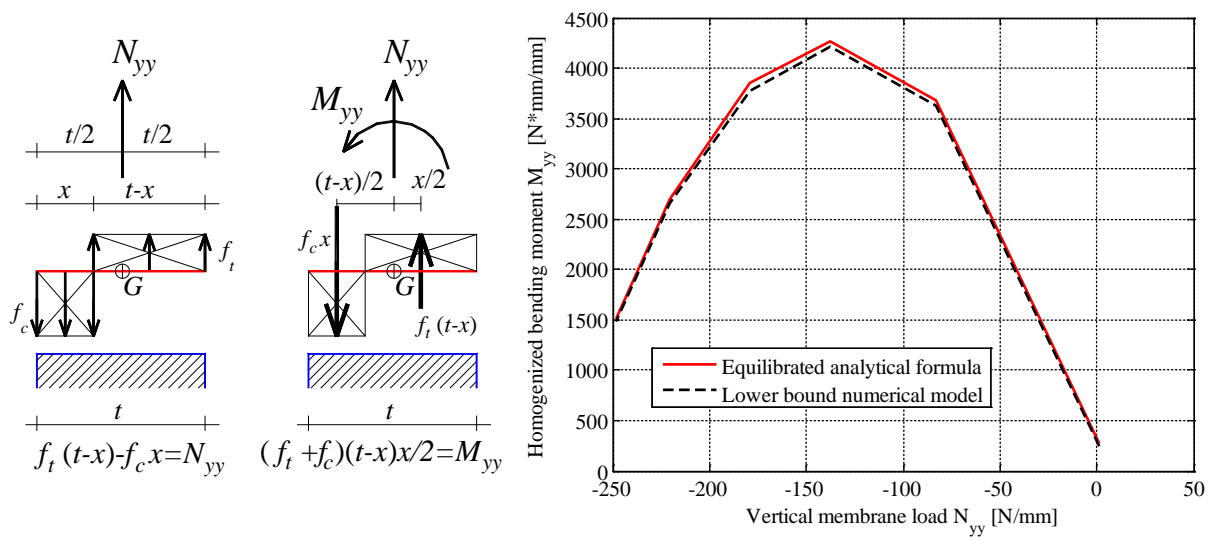 N_yy
t/2 t/2
x t-x
f_t
G
f_c
t
f_t (t-x)-f_c x=N_yy
N_yy
M_yy
(t-x)/2 x/2
f_c x
G
f_t (t-x)
t
(f_t +f_c)(t-x)x/2=M_yy
Homogenized bending moment M_yy [N*mm/mm]
4500
4000
3500
3000
2500
2000
1500
1000
500
0
Equilibrated analytical formula
Lower bound numerical model
-250 -200 -150 -100 -50 0 50
Vertical membrane load N_yy [N/mm]